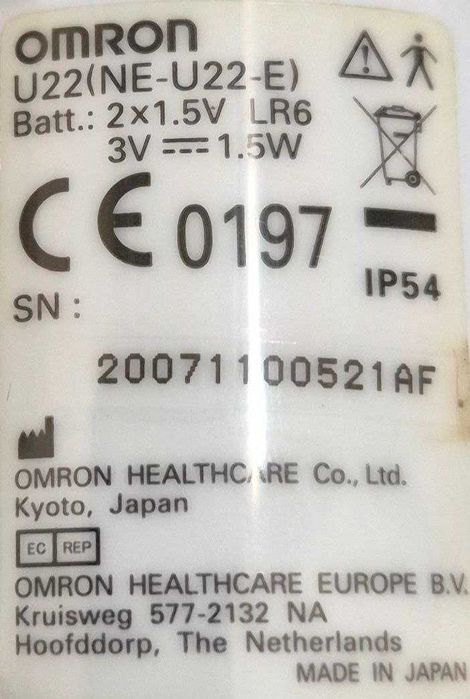 OMRON
U22(NE-U22-E)
Batt.: 2×1.5V LR6
3V ⎓ 1.5W
CE 0197
IP54
SN :
20071100521AF
OMRON HEALTHCARE Co., Ltd.
Kyoto, Japan
EC REP
OMRON HEALTHCARE EUROPE B.V.
Kruisweg 577-2132 NA
Hoofddorp, The Netherlands
MADE IN JAPAN